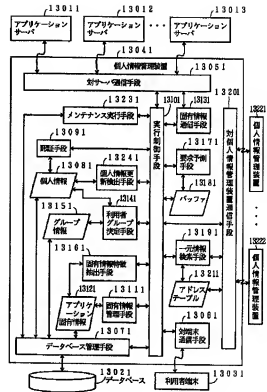 13011
13012
13013
アプリケーション
サーバ
アプリケーション
サーバ
・・・
アプリケーション
サーバ
13041
個人情報管理装置
13051
対サーバ通信手段
13231
13101
13131
13201
メンテナンス実行手段
固有情報
通信手段
13091
認証手段
13171
要求予測手段
13081
13241
個人情報
個人情報更
新検出手段
13181
バッファ
13151
13141
グループ
情報
利用者
グループ
決定手段
13161
13191
一元情報
検索手段
固有情報特徴
抽出手段
13211
アドレス
テーブル
13121
13111
アプリケ
ーション
固有情報
固有情報
管理手段
13061
対端末
通信手段
13071
データベース管理手段
実行制御手段
対個人情報管理装置通信手段
13221
個人情報管理装置
13222
個人情報管理装置
13021
データベース
利用者端末
13031